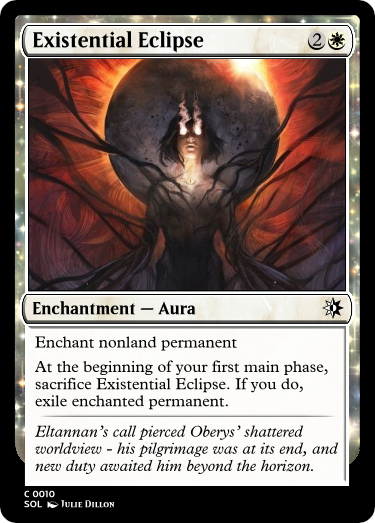 Existential Eclipse 2
Enchantment — Aura
Enchant nonland permanent
At the beginning of your first main phase,
sacrifice Existential Eclipse. If you do,
exile enchanted permanent.
Eltannan's call pierced Oberys' shattered
worldview - his pilgrimage was at its end, and
new duty awaited him beyond the horizon.
C 0010
SOL Julie Dillon